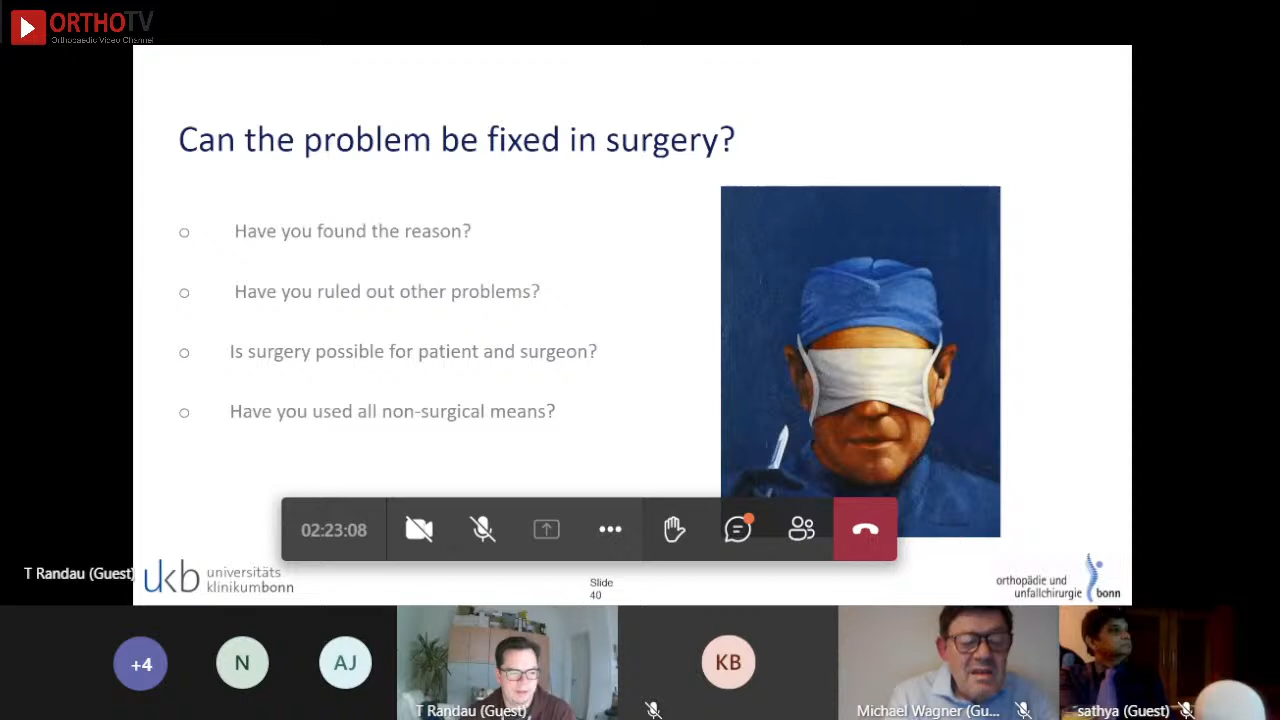 ORTHOTV
Orthopaedic Video Channel
Can the problem be fixed in surgery?
Have you found the reason?
Have you ruled out other problems?
Is surgery possible for patient and surgeon?
Have you used all non-surgical means?
02:23:08
T Randau (Guest)
ukb universitäts
klinikumbonn
Slide
40
orthopädie und
unfallchirurgie bonn
+4
N
AJ
KB
T Randau (Guest)
Michael Wagner (Gu...
sathya (Guest)